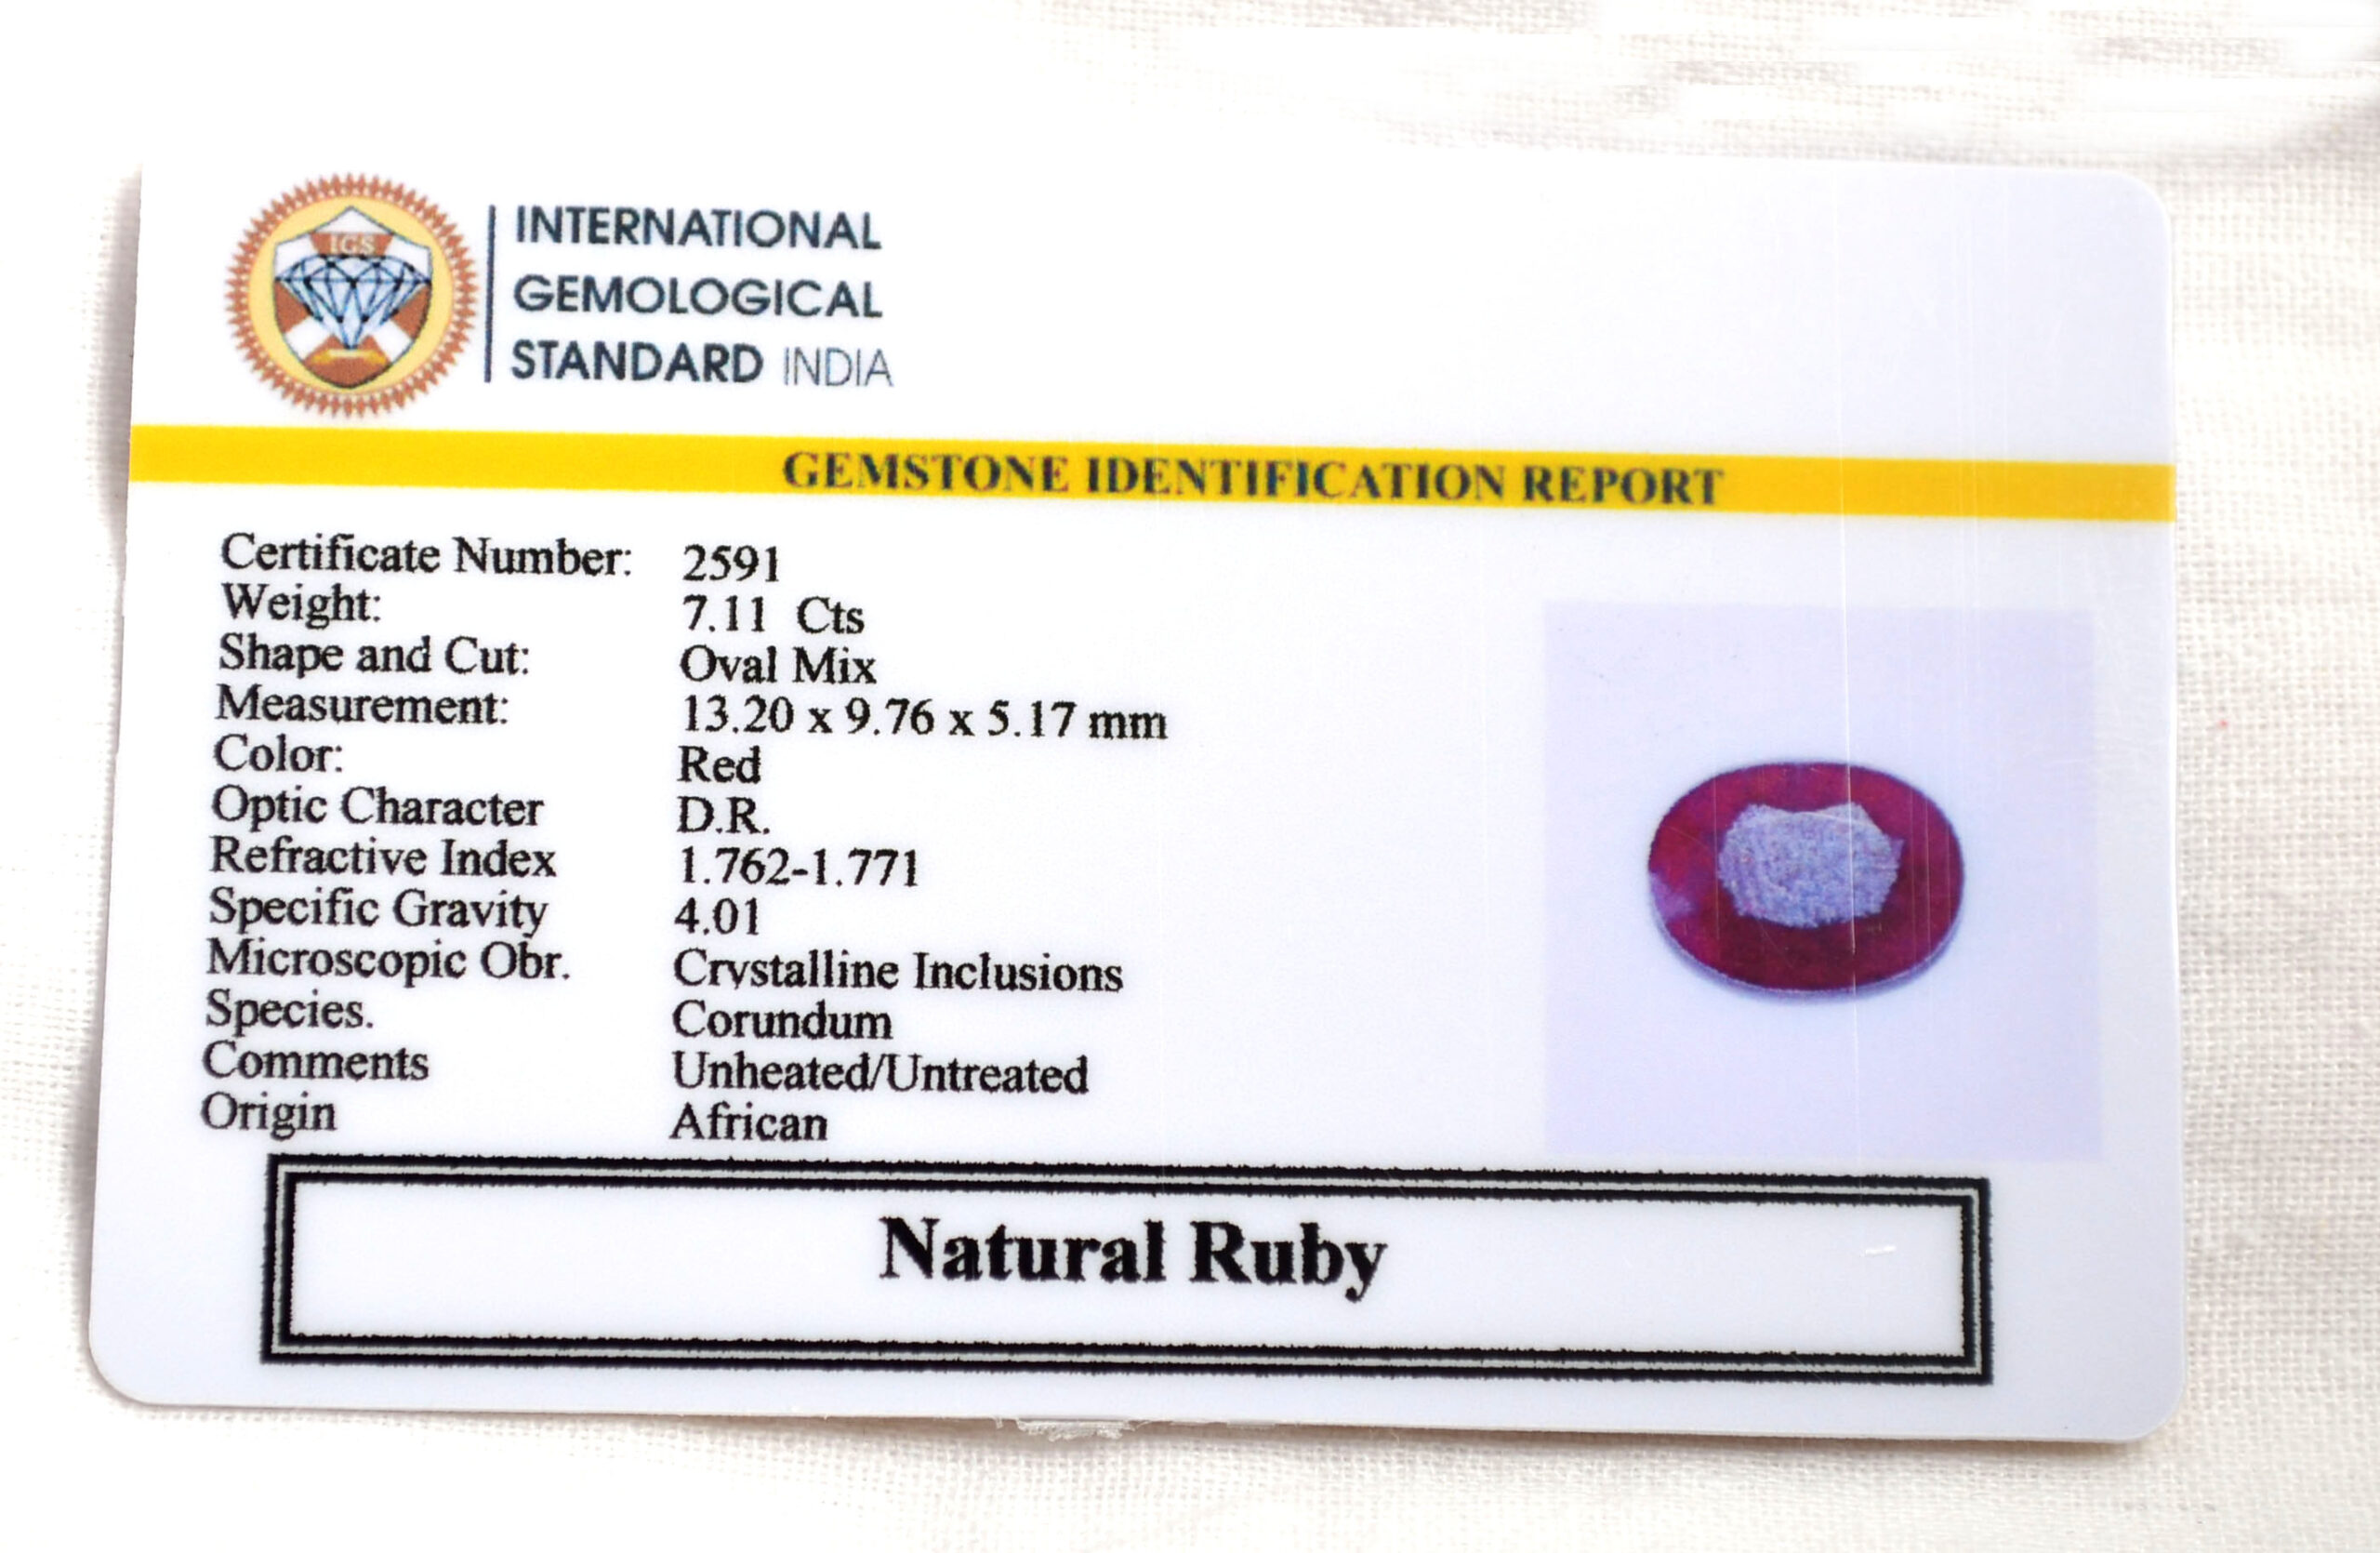 IGS
INTERNATIONAL
GEMOLOGICAL
STANDARD INDIA
GEMSTONE IDENTIFICATION REPORT
Certificate Number: 2591
Weight: 7.11 Cts
Shape and Cut: Oval Mix
Measurement: 13.20 x 9.76 x 5.17 mm
Color: Red
Optic Character D.R.
Refractive Index 1.762-1.771
Specific Gravity 4.01
Microscopic Obr. Crystalline Inclusions
Species. Corundum
Comments Unheated/Untreated
Origin African
Natural Ruby